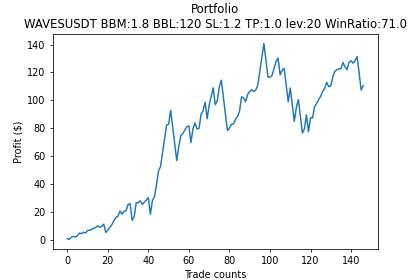 Portfolio
WAVESUSDT BBM:1.8 BBL:120 SL:1.2 TP:1.0 lev:20 WinRatio:71.0
140
120
100
80
60
40
20
0
Profit ($)
0 20 40 60 80 100 120 140
Trade counts